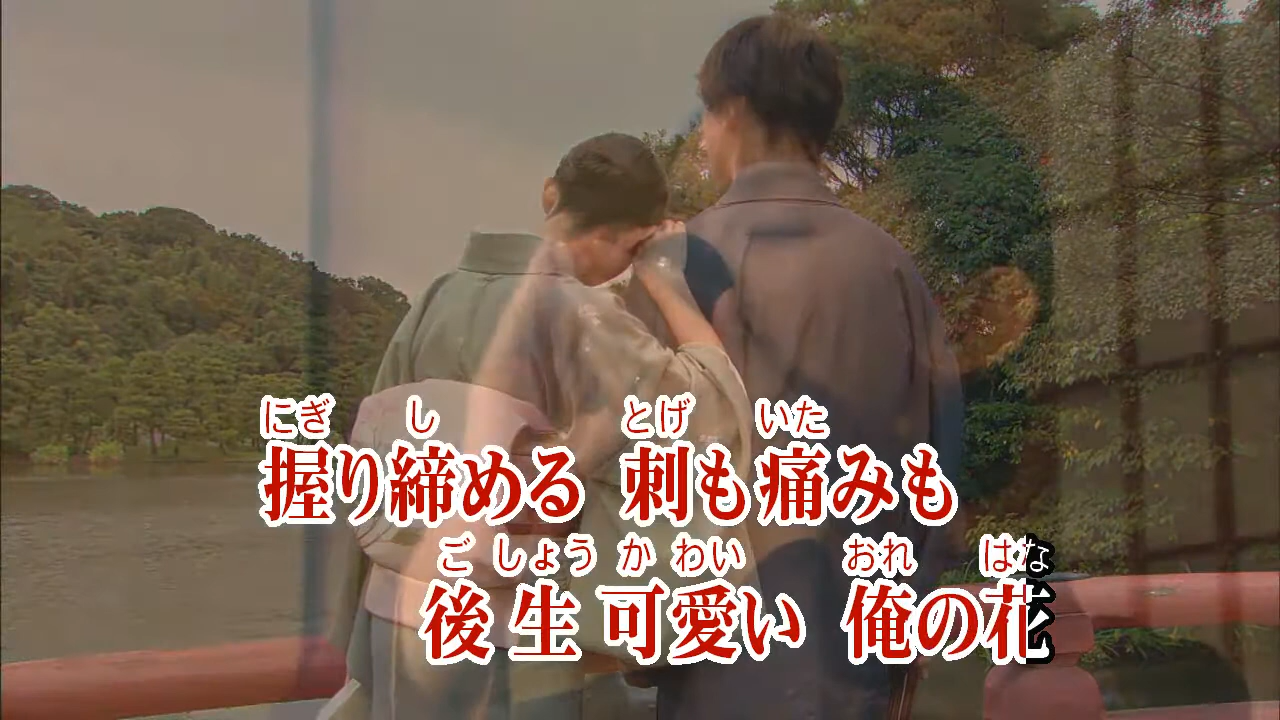 にぎ し とげ いた
握り締める 刺も痛みも
ご しょう か わい おれ はな
後生可愛い 俺の花